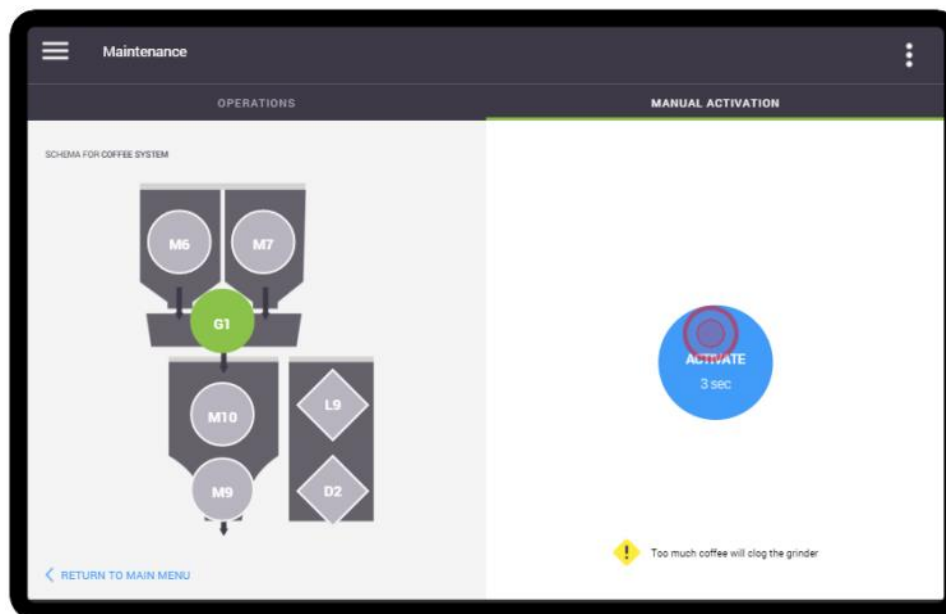 Maintenance
OPERATIONS
MANUAL ACTIVATION
SCHEMA FOR COFFEE SYSTEM
M6
M7
G1
M10
L9
M9
D2
ACTIVATE
3 sec
Too much coffee will clog the grinder
RETURN TO MAIN MENU